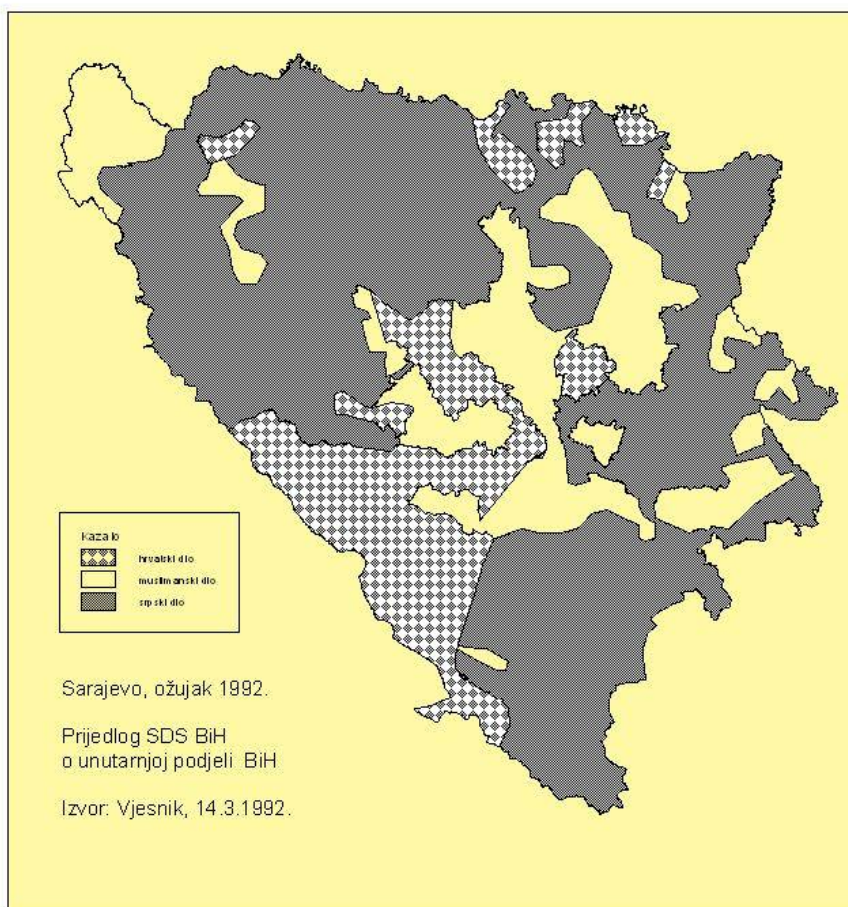 kazalo
hrvatski dio
muslimanski dio
srpski dio
Sarajevo, ožujak 1992.
Prijedlog SDS BiH
o unutarnjoj podjeli BiH
Izvor: Vjesnik, 14.3.1992.